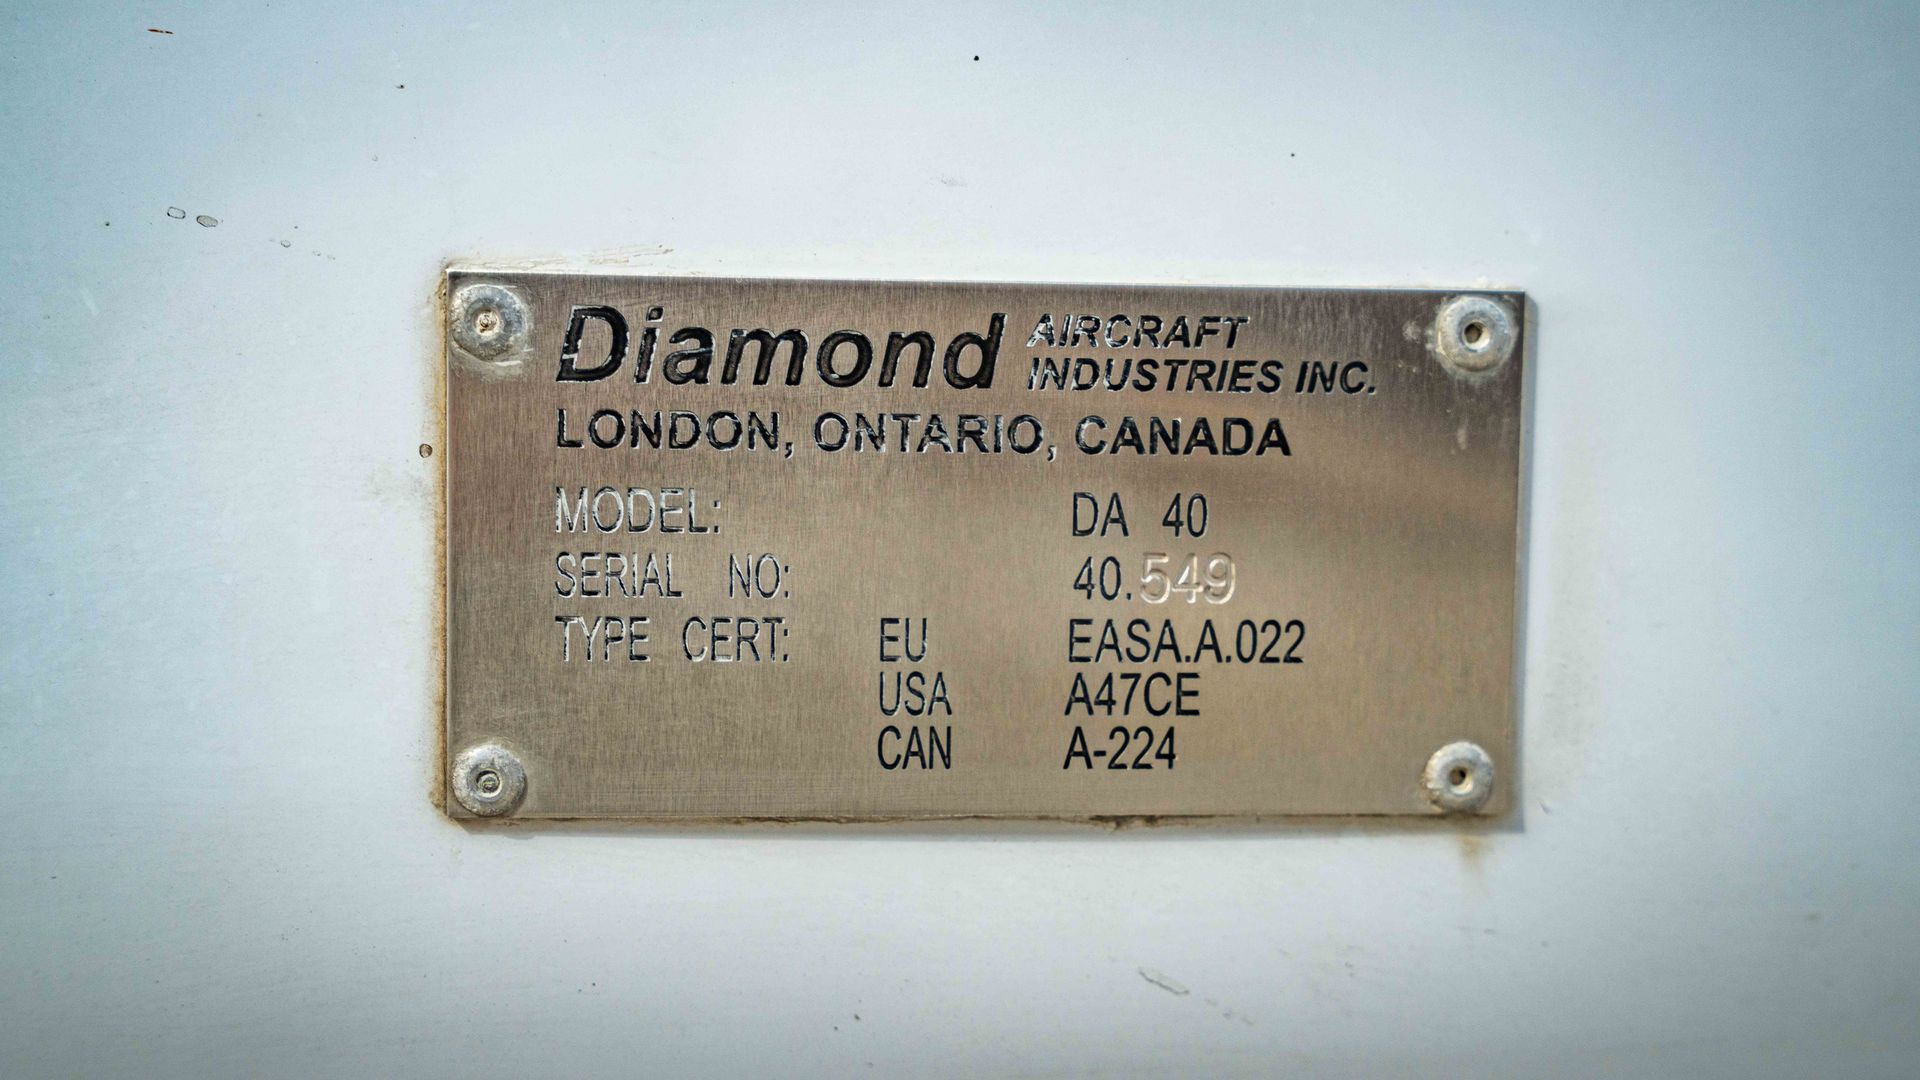 Diamond AIRCRAFT INDUSTRIES INC.
LONDON, ONTARIO, CANADA
MODEL: DA 40
SERIAL NO: 40.549
TYPE CERT: EU EASA.A.022
USA A47CE
CAN A-224